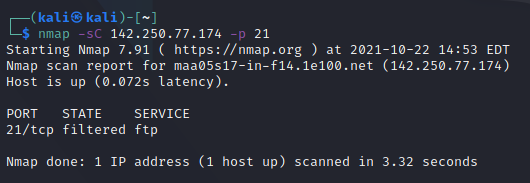 ┌──(kali㉿kali)-[~]
└─$ nmap -sC 142.250.77.174 -p 21
Starting Nmap 7.91 ( https://nmap.org ) at 2021-10-22 14:53 EDT
Nmap scan report for maa05s17-in-f14.1e100.net (142.250.77.174)
Host is up (0.072s latency).
PORT   STATE    SERVICE
21/tcp filtered ftp
Nmap done: 1 IP address (1 host up) scanned in 3.32 seconds